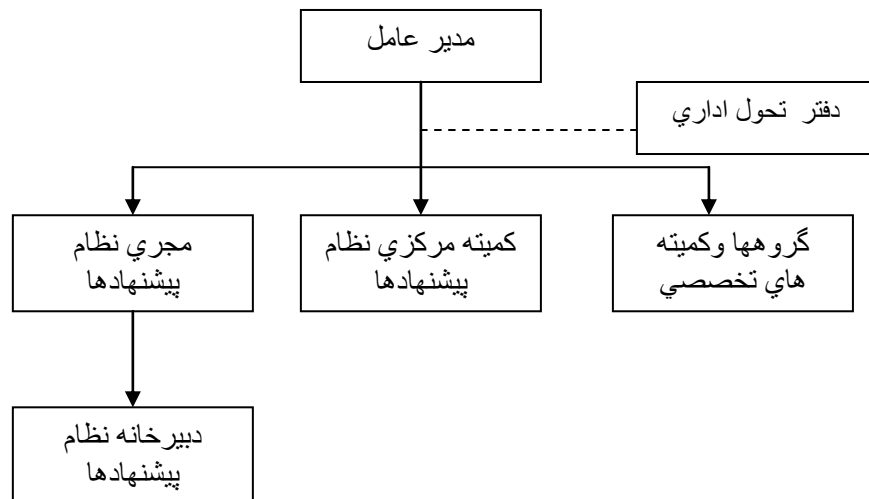 مدير عامل
دفتر تحول اداري
گروهها وكميته
هاي تخصصي
كميته مركزي نظام
پيشنهادها
مجري نظام
پيشنهادها
دبيرخانه نظام
پيشنهادها